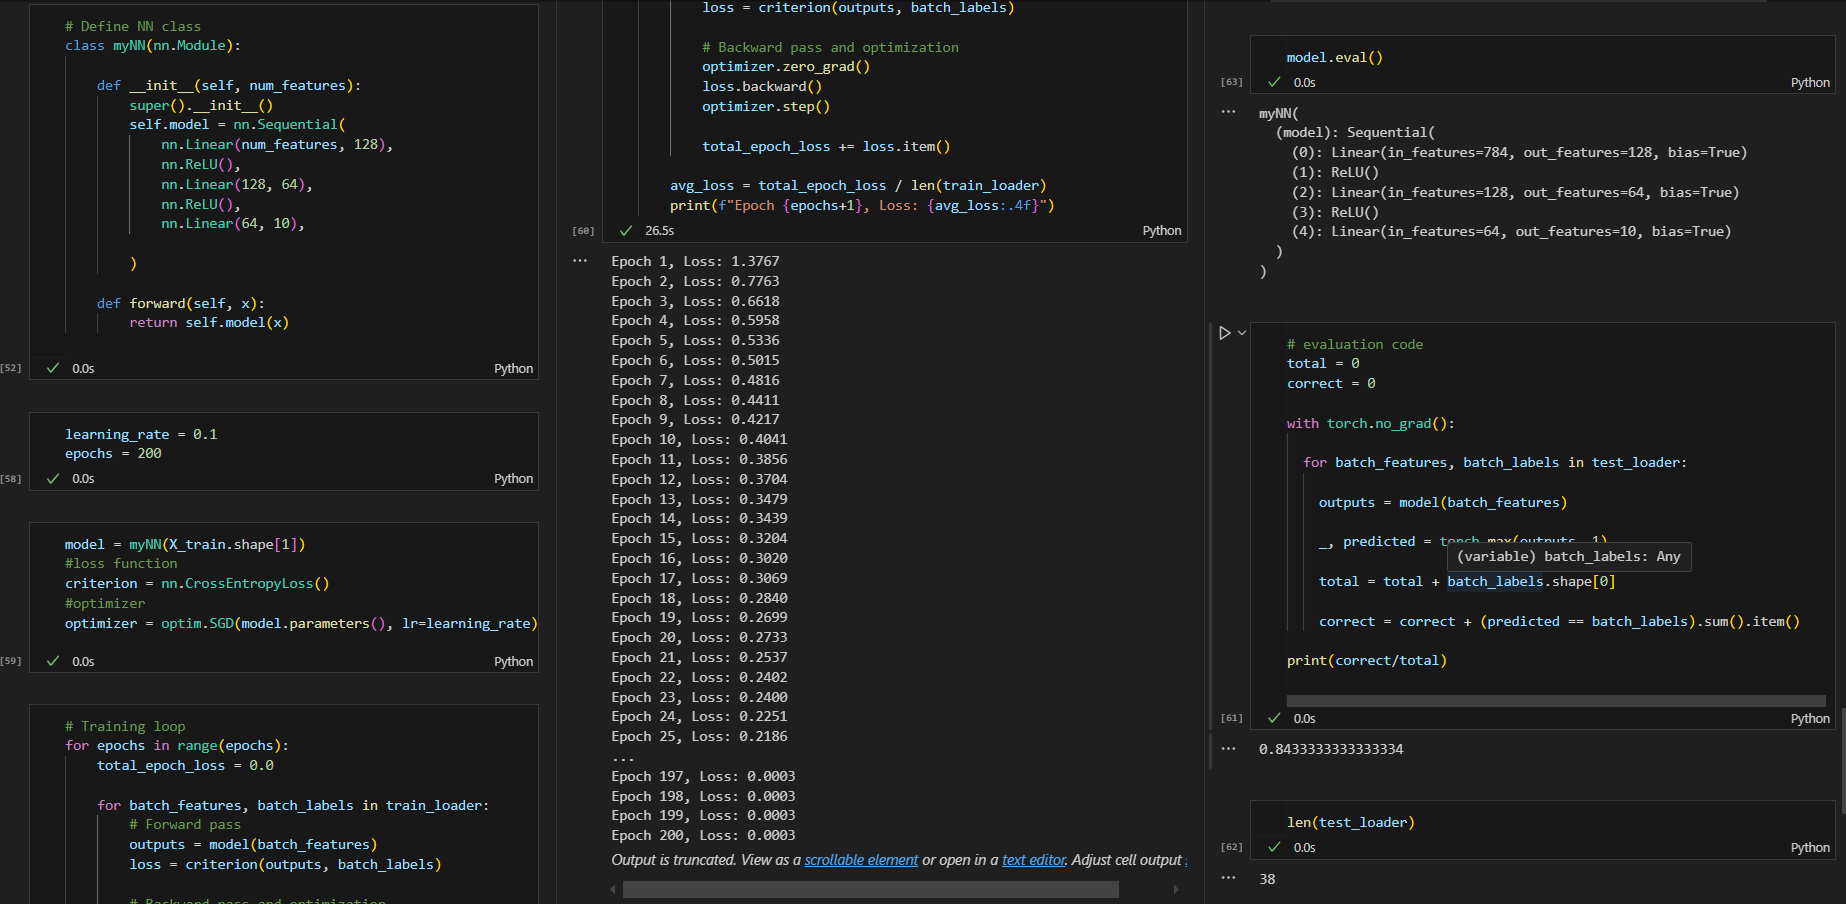 # Define NN class
class myNN(nn.Module):
def __init__(self, num_features):
super().__init__()
self.model = nn.Sequential(
nn.Linear(num_features, 128),
nn.ReLU(),
nn.Linear(128, 64),
nn.ReLU(),
nn.Linear(64, 10),
)
def forward(self, x):
return self.model(x)
[52]
0.0s
Python
learning_rate = 0.1
epochs = 200
[58]
0.0s
Python
model = myNN(X_train.shape[1])
#loss function
criterion = nn.CrossEntropyLoss()
#optimizer
optimizer = optim.SGD(model.parameters(), lr=learning_rate)
[59]
0.0s
Python
# Training loop
for epochs in range(epochs):
total_epoch_loss = 0.0
for batch_features, batch_labels in train_loader:
# Forward pass
outputs = model(batch_features)
loss = criterion(outputs, batch_labels)
# Backward pass and optimization
loss = criterion(outputs, batch_labels)
# Backward pass and optimization
optimizer.zero_grad()
loss.backward()
optimizer.step()
total_epoch_loss += loss.item()
avg_loss = total_epoch_loss / len(train_loader)
print(f"Epoch {epochs+1}, Loss: {avg_loss:.4f}")
[60]
26.5s
Python
...
Epoch 1, Loss: 1.3767
Epoch 2, Loss: 0.7763
Epoch 3, Loss: 0.6618
Epoch 4, Loss: 0.5958
Epoch 5, Loss: 0.5336
Epoch 6, Loss: 0.5015
Epoch 7, Loss: 0.4816
Epoch 8, Loss: 0.4411
Epoch 9, Loss: 0.4217
Epoch 10, Loss: 0.4041
Epoch 11, Loss: 0.3856
Epoch 12, Loss: 0.3704
Epoch 13, Loss: 0.3479
Epoch 14, Loss: 0.3439
Epoch 15, Loss: 0.3204
Epoch 16, Loss: 0.3020
Epoch 17, Loss: 0.3069
Epoch 18, Loss: 0.2840
Epoch 19, Loss: 0.2699
Epoch 20, Loss: 0.2733
Epoch 21, Loss: 0.2537
Epoch 22, Loss: 0.2402
Epoch 23, Loss: 0.2400
Epoch 24, Loss: 0.2251
Epoch 25, Loss: 0.2186
...
Epoch 197, Loss: 0.0003
Epoch 198, Loss: 0.0003
Epoch 199, Loss: 0.0003
Epoch 200, Loss: 0.0003
Output is truncated. View as a scrollable element or open in a text editor. Adjust cell output
model.eval()
[63]
0.0s
Python
...
myNN(
(model): Sequential(
(0): Linear(in_features=784, out_features=128, bias=True)
(1): ReLU()
(2): Linear(in_features=128, out_features=64, bias=True)
(3): ReLU()
(4): Linear(in_features=64, out_features=10, bias=True)
)
)
# evaluation code
total = 0
correct = 0
with torch.no_grad():
for batch_features, batch_labels in test_loader:
outputs = model(batch_features)
_, predicted = torch.max(outputs, 1)
(variable) batch_labels: Any
total = total + batch_labels.shape[0]
correct = correct + (predicted == batch_labels).sum().item()
print(correct/total)
[61]
0.0s
Python
...
0.8433333333333334
len(test_loader)
[62]
0.0s
Python
...
38